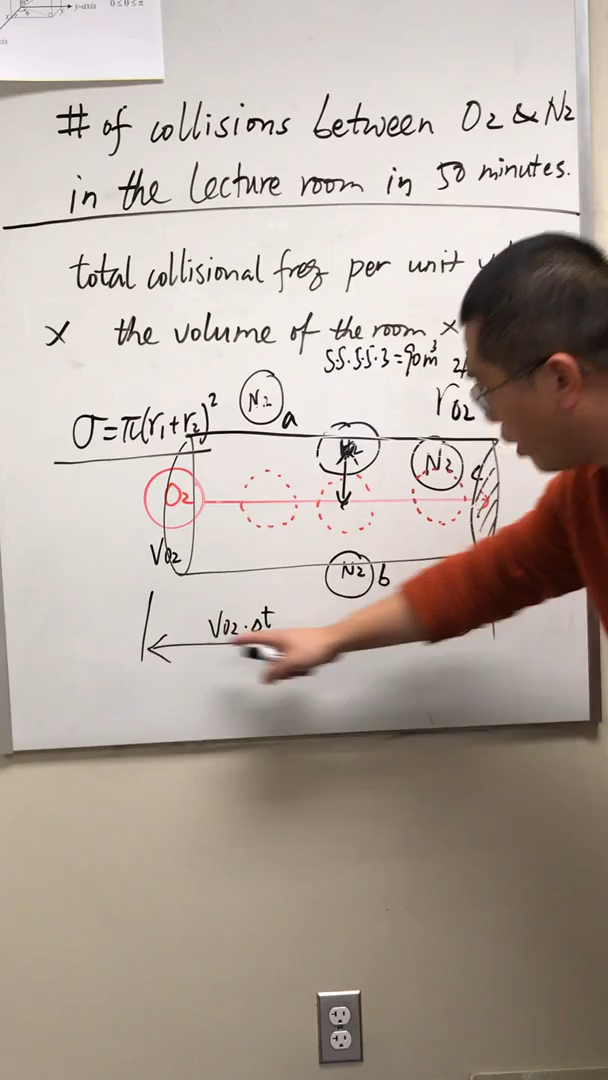 y-axis 0≤θ≤π
# of collisions between O2 & N2
in the lecture room in 50 minutes.
total collisional freq per unit
x the volume of the room x
5.5·5.5·3=90m³
σ=π(r1+r2)²
N2 a
rO2
N2
O2
c
VO2
N2 b
VO2·Δt